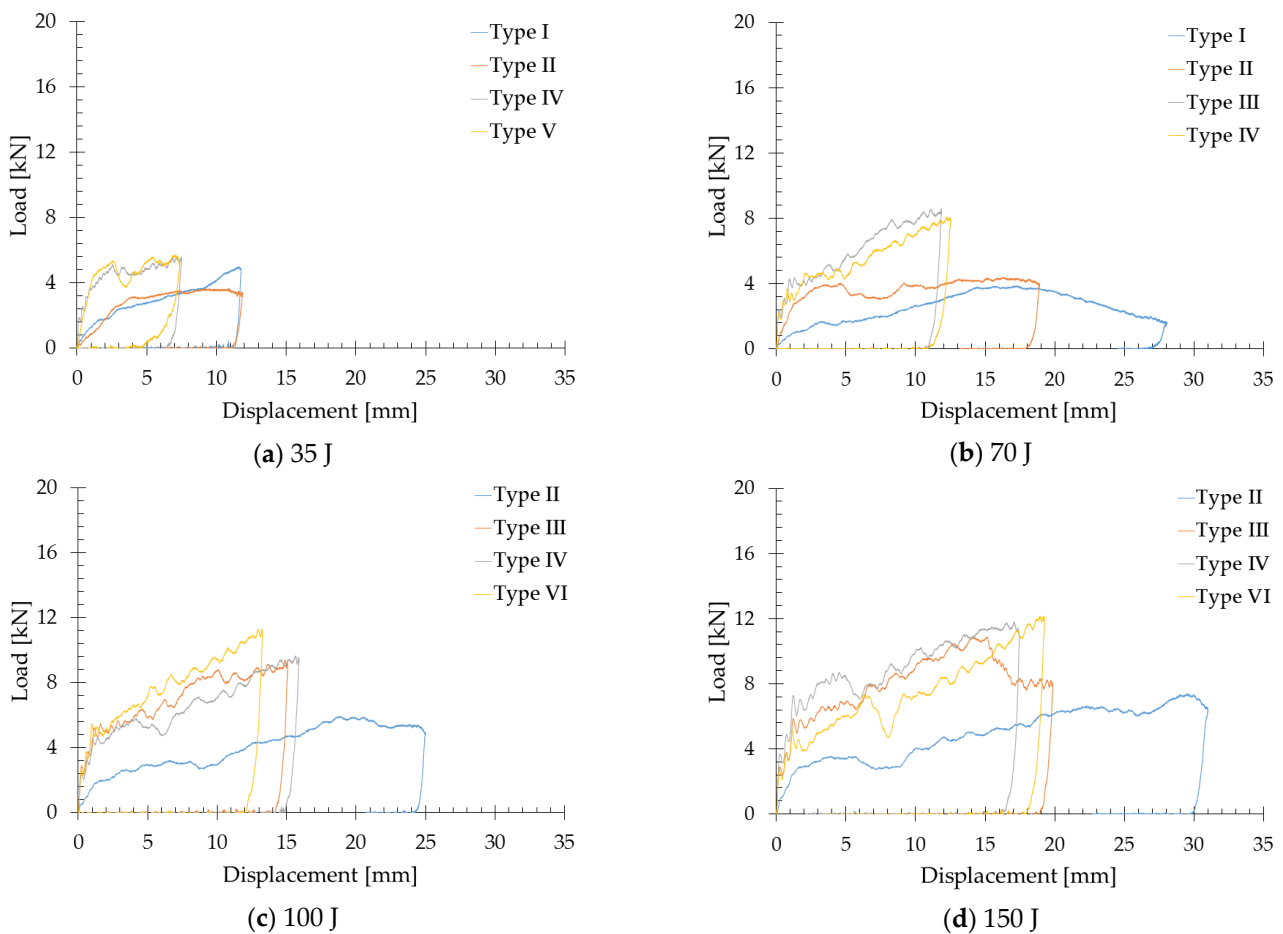 20
16
12
8
4
0
Load [kN]
0 5 10 15 20 25 30 35
Displacement [mm]
Type I
Type II
Type IV
Type V
(a) 35 J
20
16
12
8
4
0
Load [kN]
0 5 10 15 20 25 30 35
Displacement [mm]
Type I
Type II
Type III
Type IV
(b) 70 J
20
16
12
8
4
0
Load [kN]
0 5 10 15 20 25 30 35
Displacement [mm]
Type II
Type III
Type IV
Type VI
(c) 100 J
20
16
12
8
4
0
Load [kN]
0 5 10 15 20 25 30 35
Displacement [mm]
Type II
Type III
Type IV
Type VI
(d) 150 J